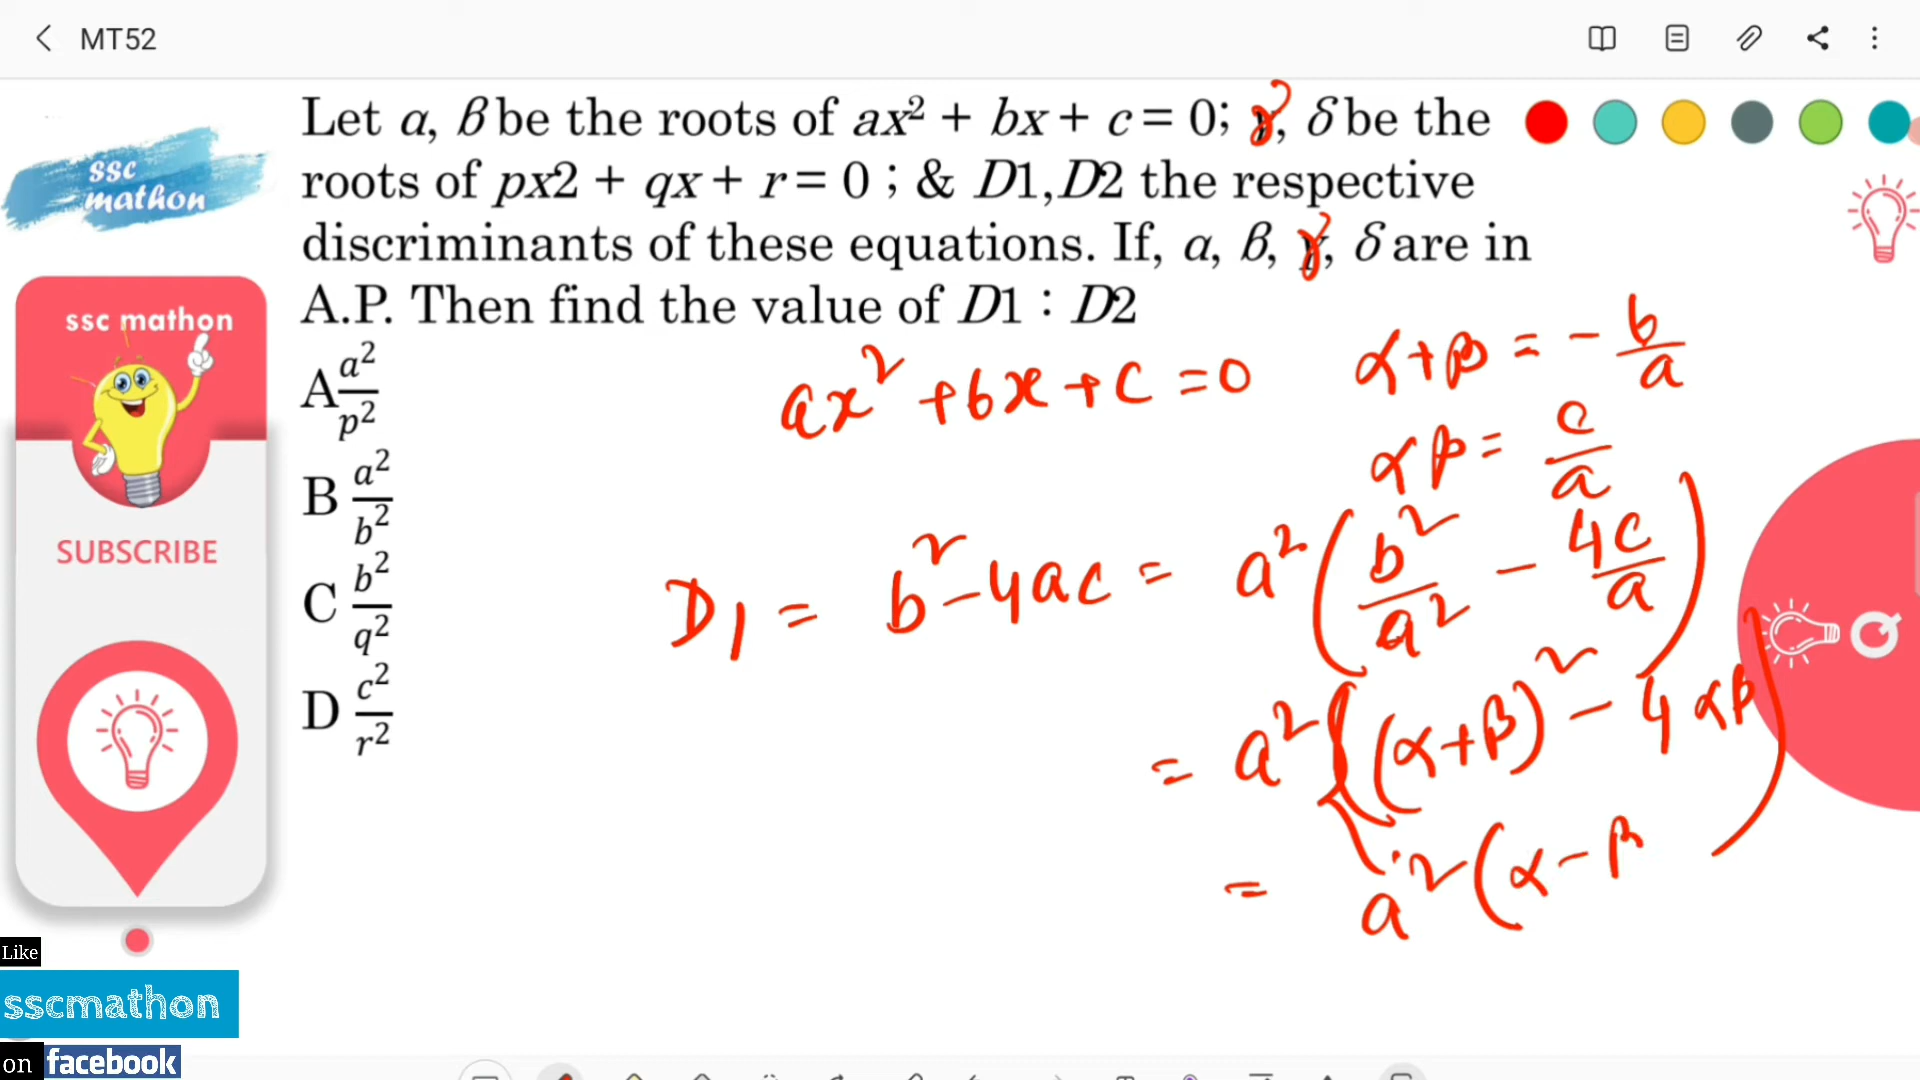 MT52
Let α, β be the roots of ax² + bx + c = 0; γ, δ be the
roots of px2 + qx + r = 0 ; & D1,D2 the respective
discriminants of these equations. If, α, β, γ, δ are in
A.P. Then find the value of D1 : D2
A a²/p²
B a²/b²
C b²/q²
D c²/r²
ax² + bx + c = 0
α+β = -b/a
αβ = c/a
D1 = b² - 4ac = a² (b²/a² - 4c/a)
= a² ((α+β)² - 4αβ)
= a² (α-β
ssc
mathon
ssc mathon
SUBSCRIBE
Q
Like
sscmathon
on facebook